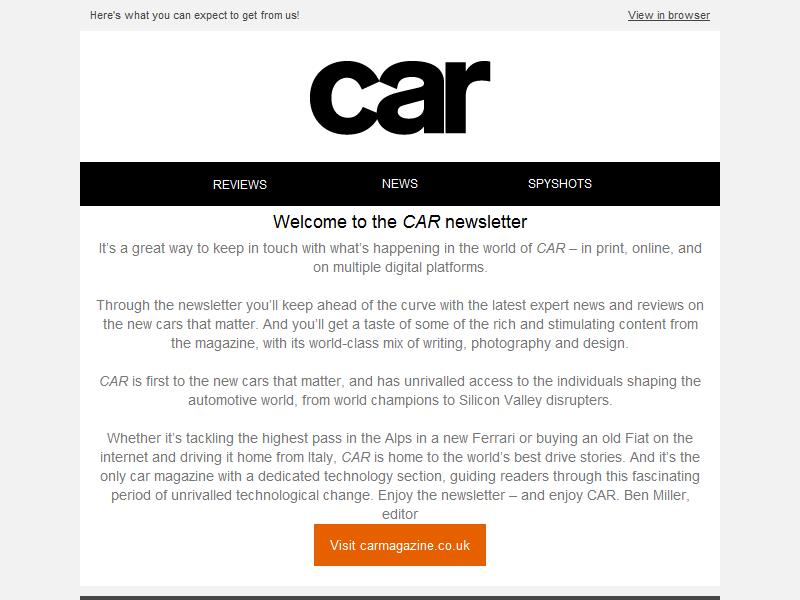 Here's what you can expect to get from us!
View in browser
car
REVIEWS
NEWS
SPYSHOTS
Welcome to the CAR newsletter
It's a great way to keep in touch with what's happening in the world of CAR – in print, online, and
on multiple digital platforms.
Through the newsletter you'll keep ahead of the curve with the latest expert news and reviews on
the new cars that matter. And you'll get a taste of some of the rich and stimulating content from
the magazine, with its world-class mix of writing, photography and design.
CAR is first to the new cars that matter, and has unrivalled access to the individuals shaping the
automotive world, from world champions to Silicon Valley disrupters.
Whether it's tackling the highest pass in the Alps in a new Ferrari or buying an old Fiat on the
internet and driving it home from Italy, CAR is home to the world's best drive stories. And it's the
only car magazine with a dedicated technology section, guiding readers through this fascinating
period of unrivalled technological change. Enjoy the newsletter – and enjoy CAR. Ben Miller,
editor
Visit carmagazine.co.uk